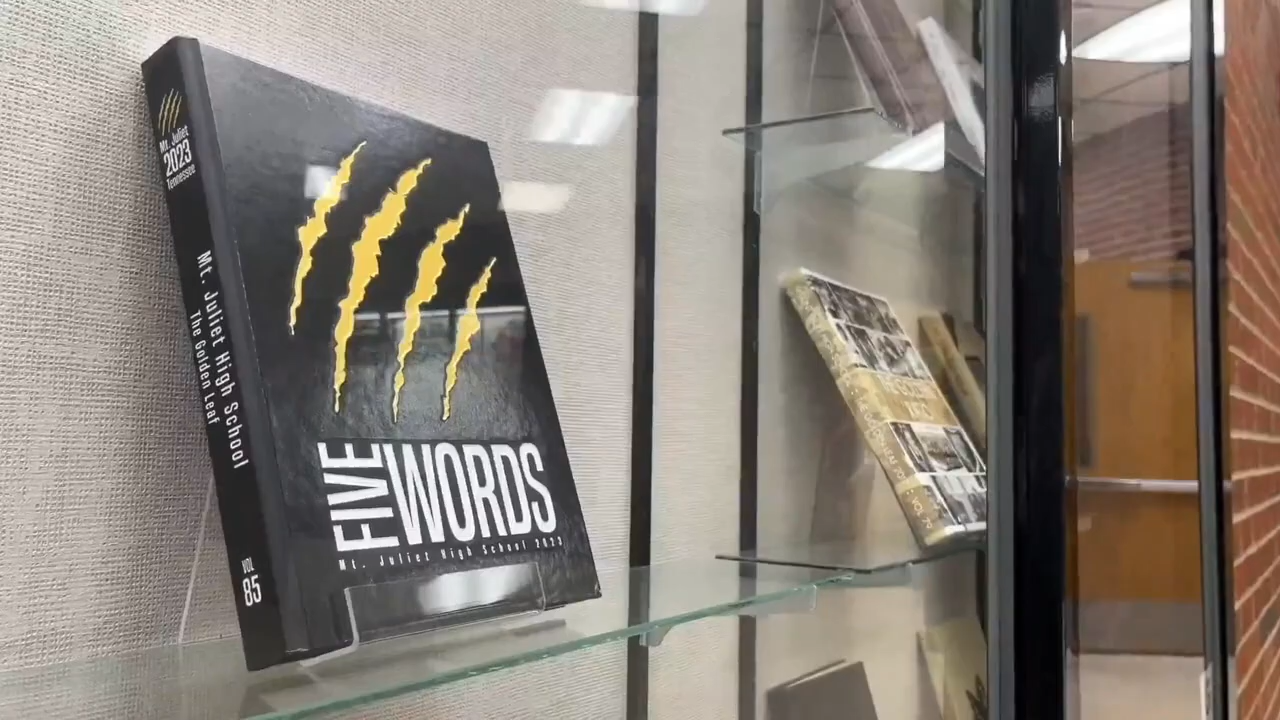 Mt. Juliet
2023
Tennessee
Mt. Juliet High School
The Golden Leaf
VOL
85
FIVE
WORDS
Mt. Juliet High School 2023